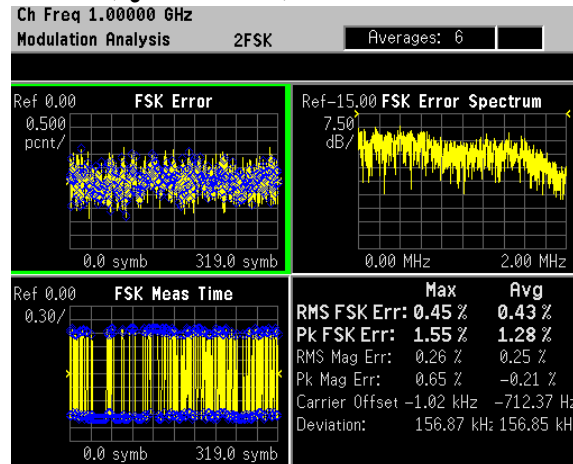 Ch Freq 1.00000 GHz
Modulation Analysis 2FSK Averages: 6
Ref 0.00 FSK Error
0.500
pcnt/
0.0 symb 319.0 symb
Ref-15.00 FSK Error Spectrum
7.50
dB/
0.00 MHz 2.00 MHz
Ref 0.00 FSK Meas Time
0.30/
0.0 symb 319.0 symb
Max Avg
RMS FSK Err: 0.45 % 0.43 %
Pk FSK Err: 1.55 % 1.28 %
RMS Mag Err: 0.26 % 0.25 %
Pk Mag Err: 0.65 % -0.21 %
Carrier Offset -1.02 kHz -712.37 Hz
Deviation: 156.87 kHz 156.85 kH